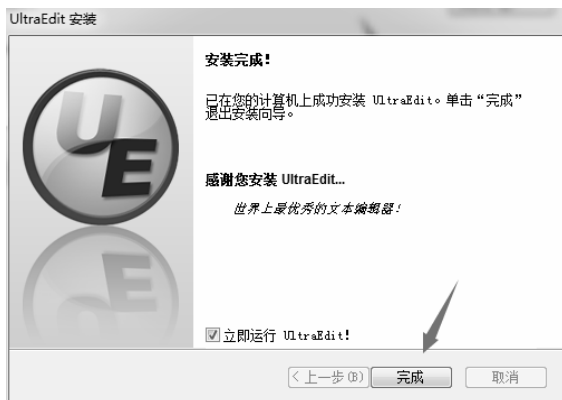 UltraEdit 安装
安装完成!
已在您的计算机上成功安装 UltraEdit。单击“完成”
退出安装向导。
感谢您安装 UltraEdit...
世界上最优秀的文本编辑器!
立即运行 UltraEdit!
<上一步(B) 完成 取消
UE